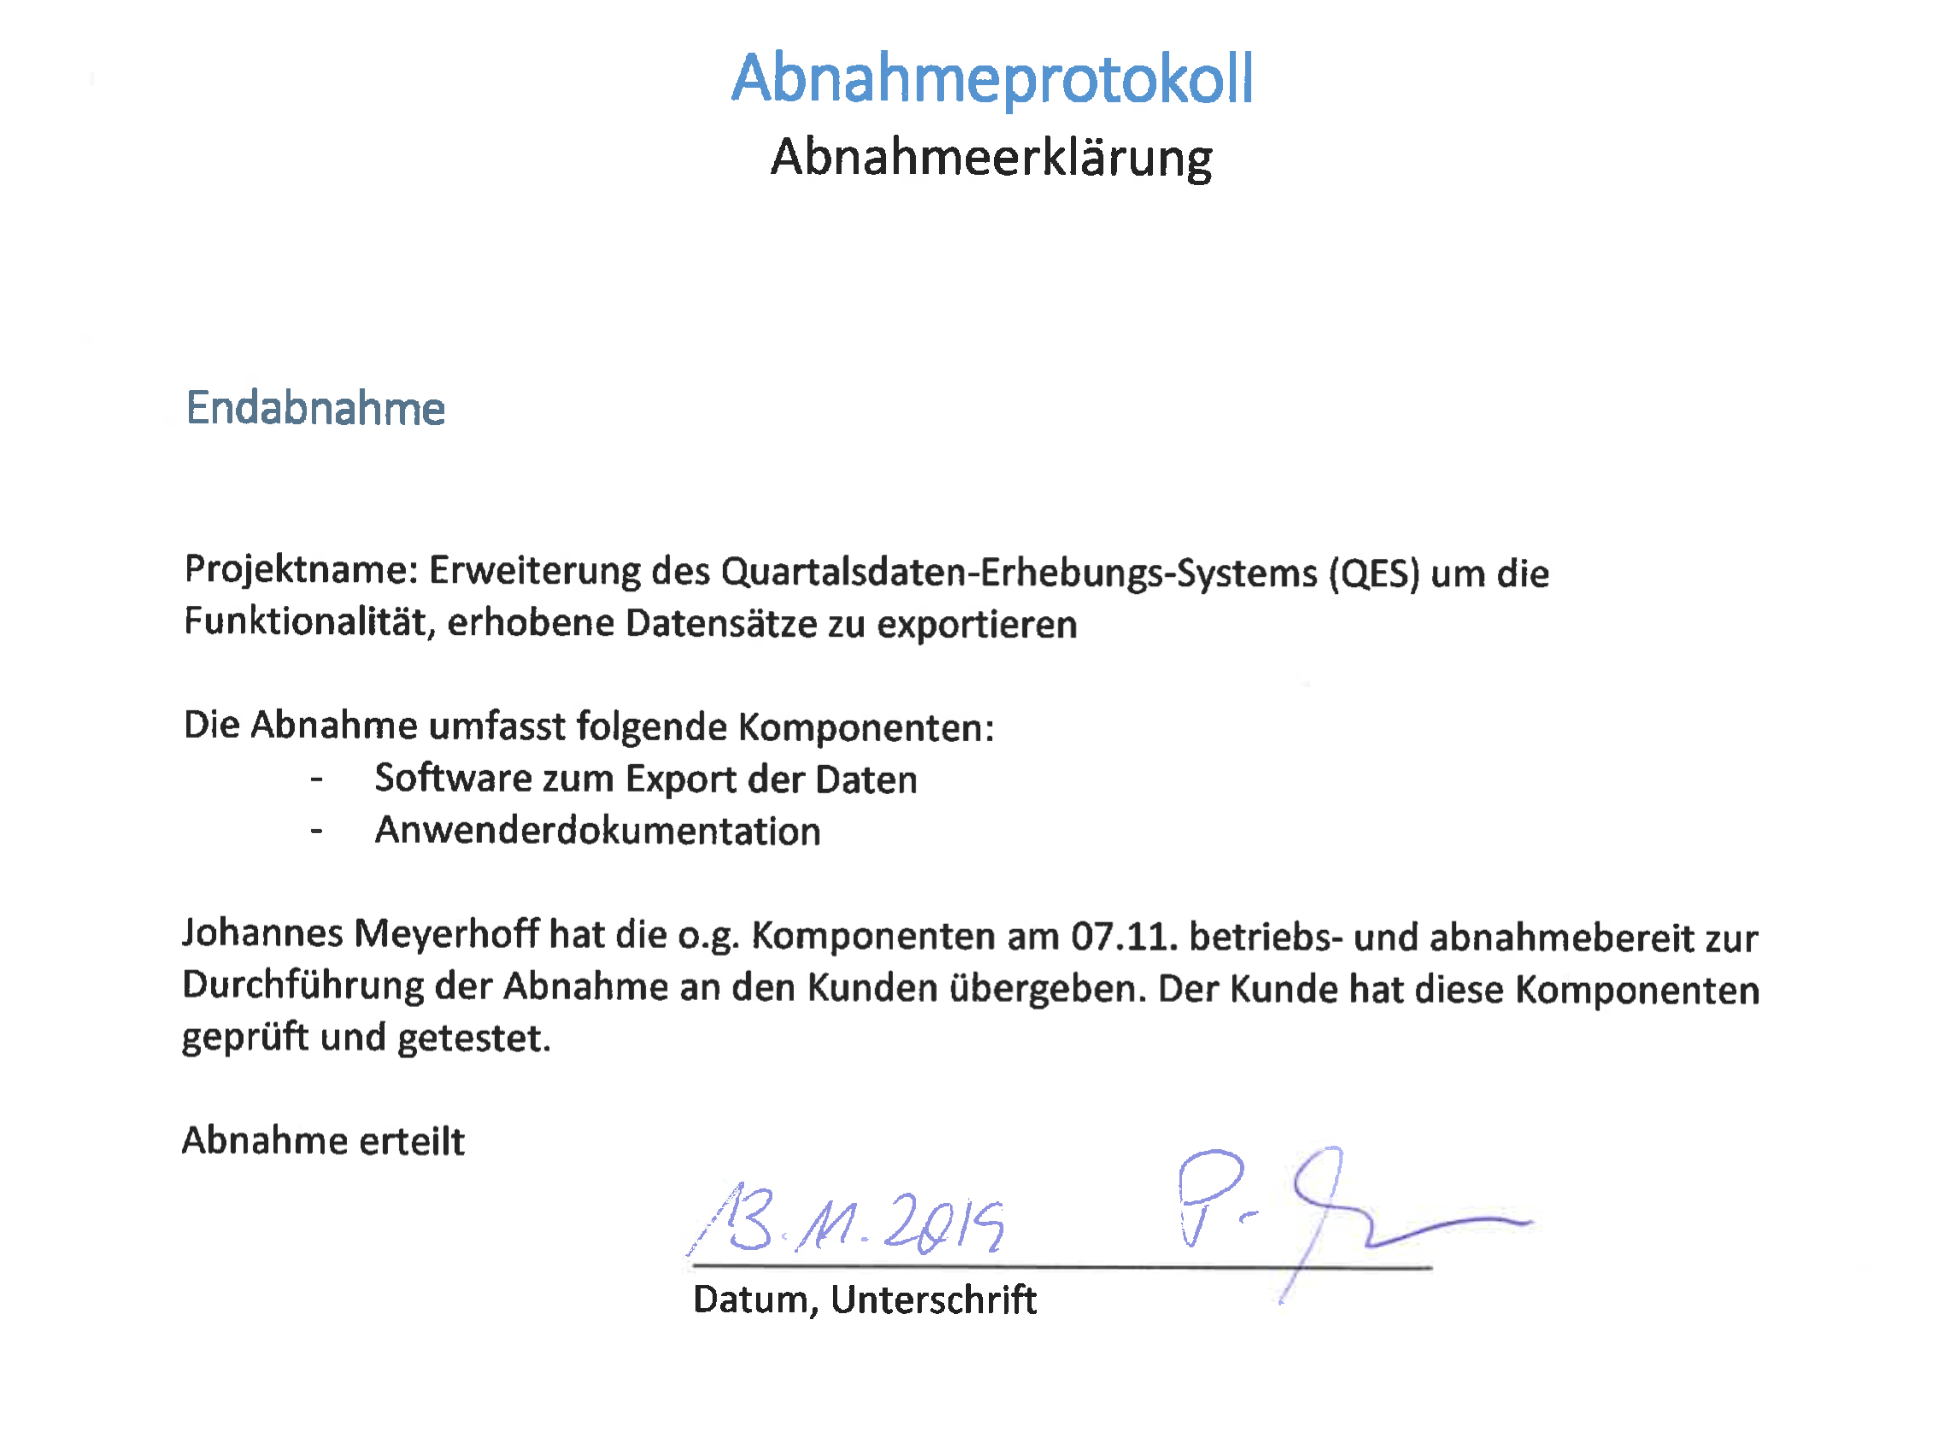 Abnahmeprotokoll
Abnahmeerklärung
Endabnahme
Projektname: Erweiterung des Quartalsdaten-Erhebungs-Systems (QES) um die
Funktionalität, erhobene Datensätze zu exportieren
Die Abnahme umfasst folgende Komponenten:
- Software zum Export der Daten
- Anwenderdokumentation
Johannes Meyerhoff hat die o.g. Komponenten am 07.11. betriebs- und abnahmebereit zur
Durchführung der Abnahme an den Kunden übergeben. Der Kunde hat diese Komponenten
geprüft und getestet.
Abnahme erteilt
13.11.2019
Datum, Unterschrift